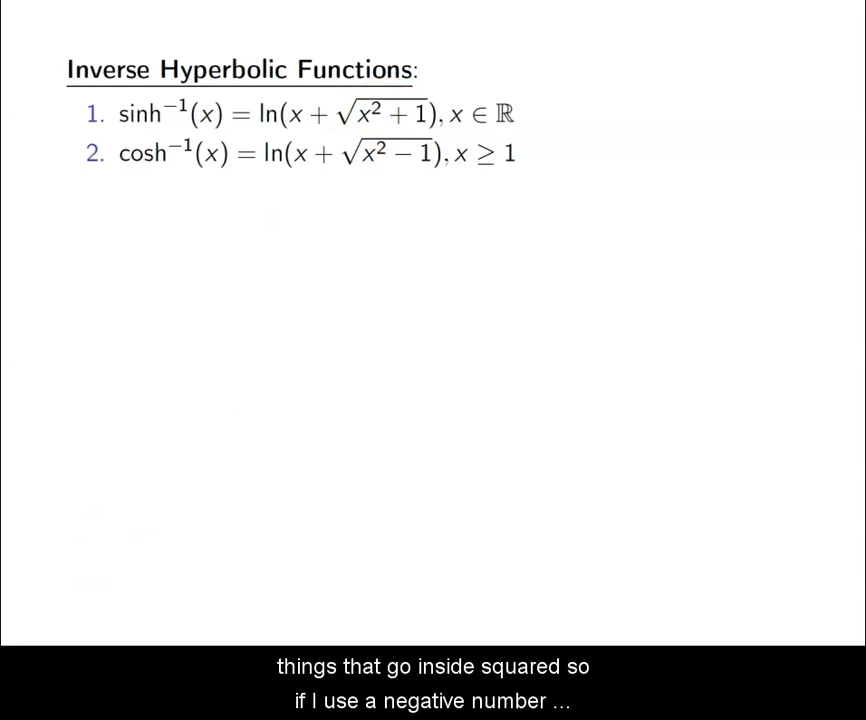 Inverse Hyperbolic Functions:
1. sinh⁻¹(x) = ln(x + √(x² + 1)), x ∈ ℝ
2. cosh⁻¹(x) = ln(x + √(x² − 1)), x ≥ 1
things that go inside squared so
if I use a negative number ...